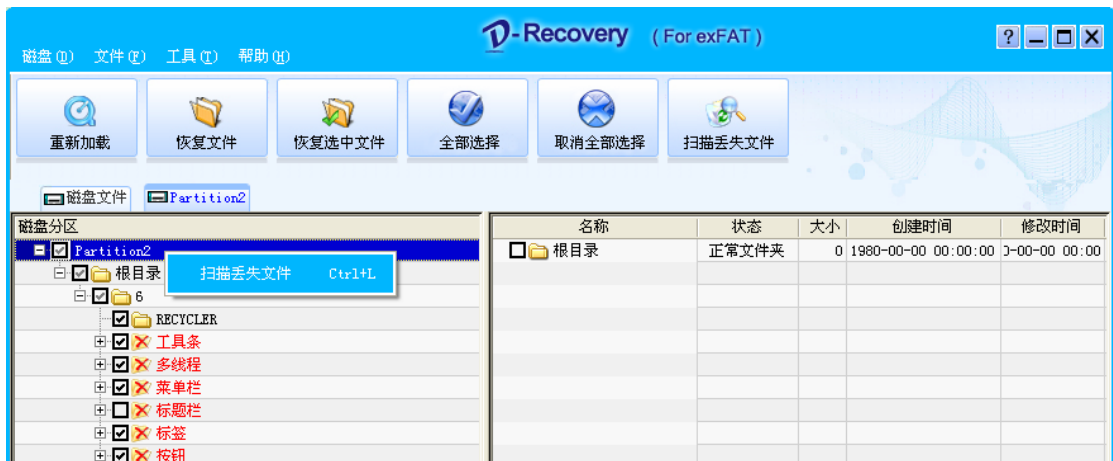 D-Recovery (For exFAT)
磁盘(D) 文件(F) 工具(T) 帮助(H)
重新加载 恢复文件 恢复选中文件 全部选择 取消全部选择 扫描丢失文件
磁盘文件 Partition2
磁盘分区 名称 状态 大小 创建时间 修改时间
Partition2 根目录 正常文件夹 0 1980-00-00 00:00:00 0-00-00 00:00
根目录 扫描丢失文件 Ctrl+L
6
RECYCLER
工具条
多线程
菜单栏
标题栏
标签
按钮